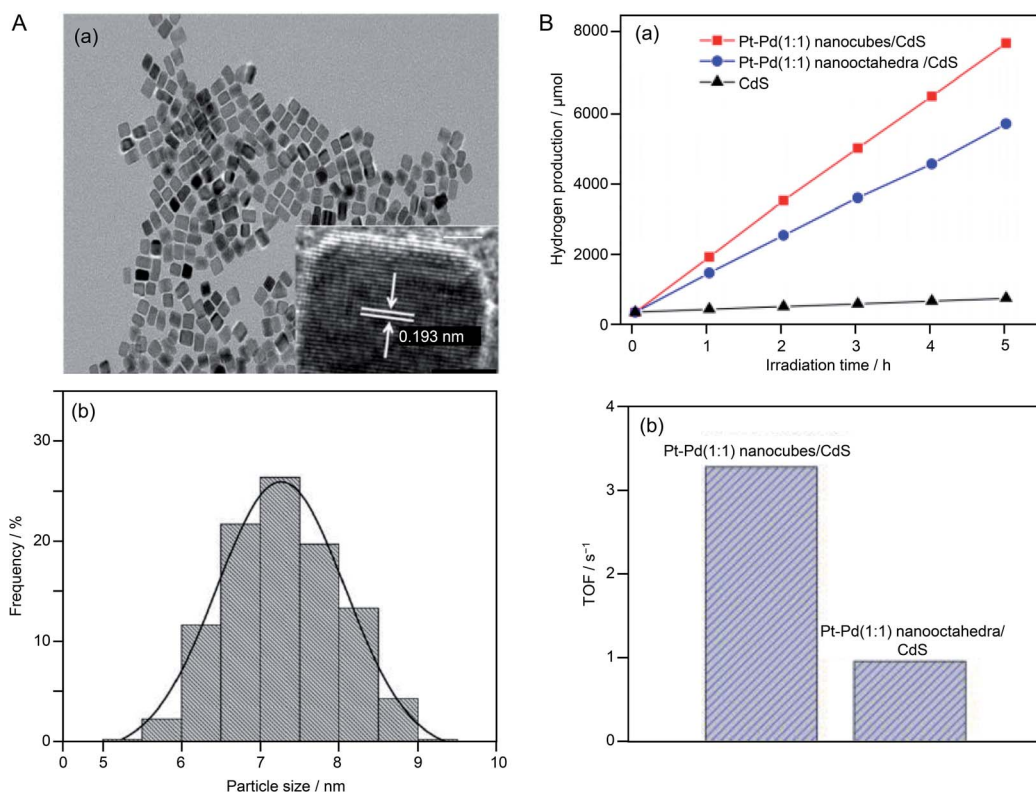 A
(a)
0.193 nm
(b)
30
20
10
0
Frequency / %
0 5 6 7 8 9 10
Particle size / nm
B
(a)
8000
6000
4000
2000
0
Hydrogen production / μmol
Pt-Pd(1:1) nanocubes/CdS
Pt-Pd(1:1) nanooctahedra /CdS
CdS
0 1 2 3 4 5
Irradiation time / h
(b)
4
3
2
1
0
TOF / s⁻¹
Pt-Pd(1:1) nanocubes/CdS
Pt-Pd(1:1) nanooctahedra/
CdS